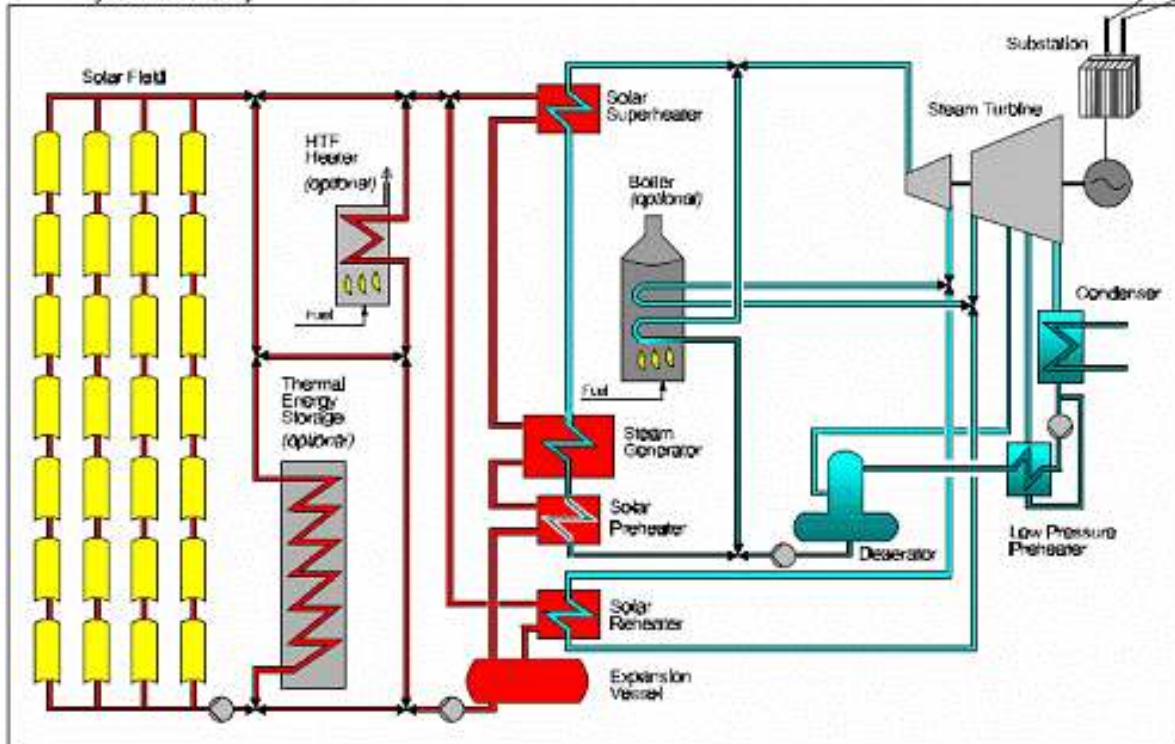 Substation
Solar Field
Solar
Superheater
Steam Turbine
HTF
Heater
(optional)
Boiler
(optional)
Condenser
Fuel
Thermal
Energy
Storage
(optional)
Fuel
Steam
Generator
Solar
Preheater
Deaerator
Low Pressure
Preheater
Solar
Reheater
Expansion
Vessel